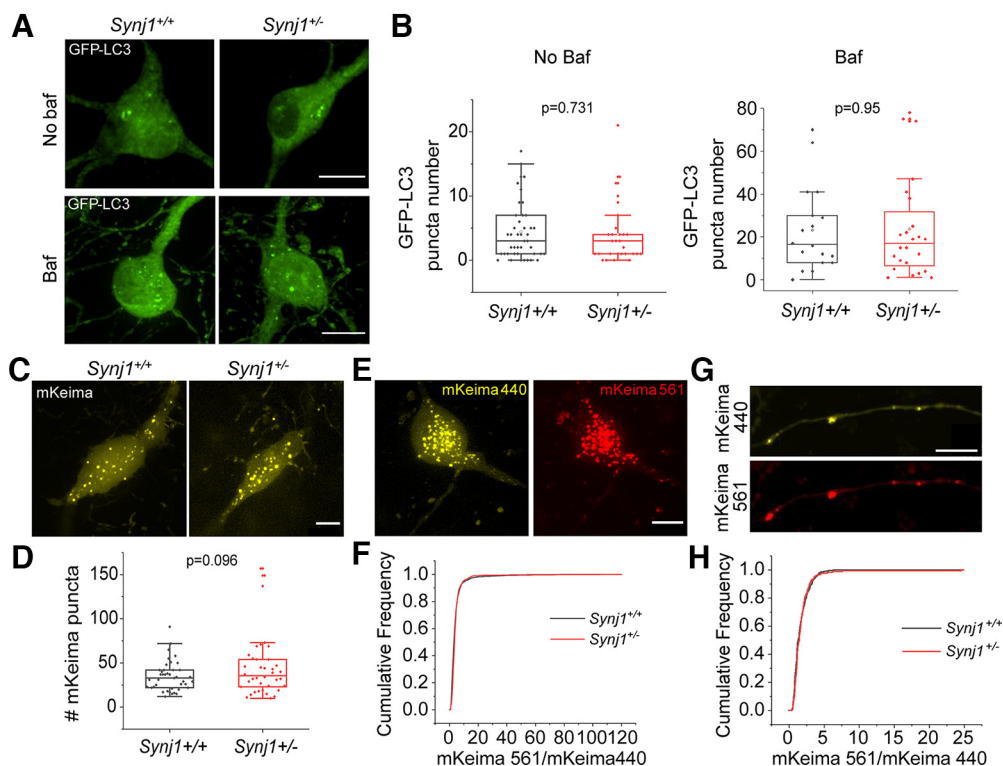 A
Synj1+/+
Synj1+/-
GFP-LC3
No baf
GFP-LC3
Baf
B
No Baf
Baf
p=0.731
p=0.95
GFP-LC3
puncta number
20
10
0
Synj1+/+
Synj1+/-
GFP-LC3
puncta number
80
60
40
20
0
Synj1+/+
Synj1+/-
C
Synj1+/+
Synj1+/-
mKeima
E
mKeima 440
mKeima 561
G
mKeima
440
mKeima
561
D
p=0.096
# mKeima puncta
150
100
50
0
Synj1+/+
Synj1+/-
F
Cumulative Frequency
1.0
0.8
0.6
0.4
0.2
0.0
Synj1+/+
Synj1+/-
0 20 40 60 80 100 120
mKeima 561/mKeima440
H
Cumulative Frequency
1.0
0.8
0.6
0.4
0.2
0.0
Synj1+/+
Synj1+/-
0 5 10 15 20 25
mKeima 561/mKeima 440